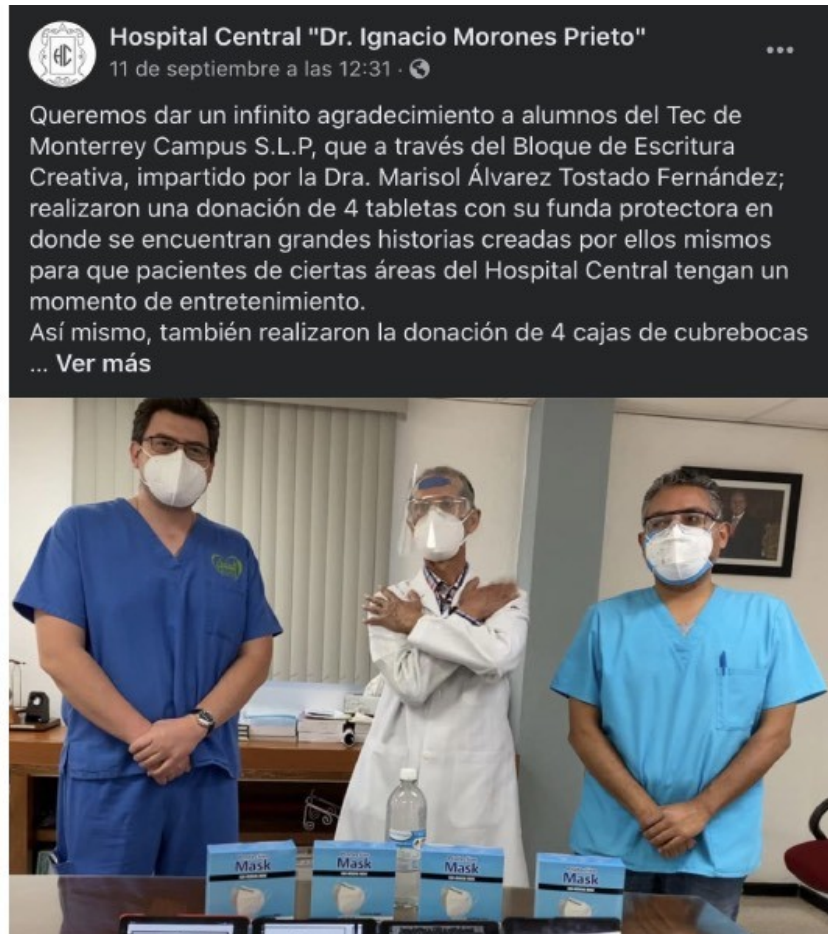 Hospital Central "Dr. Ignacio Morones Prieto"
11 de septiembre a las 12:31 ·
Queremos dar un infinito agradecimiento a alumnos del Tec de
Monterrey Campus S.L.P, que a través del Bloque de Escritura
Creativa, impartido por la Dra. Marisol Álvarez Tostado Fernández;
realizaron una donación de 4 tabletas con su funda protectora en
donde se encuentran grandes historias creadas por ellos mismos
para que pacientes de ciertas áreas del Hospital Central tengan un
momento de entretenimiento.
Así mismo, también realizaron la donación de 4 cajas de cubrebocas
... Ver más
Mask
Mask
Mask
Mask